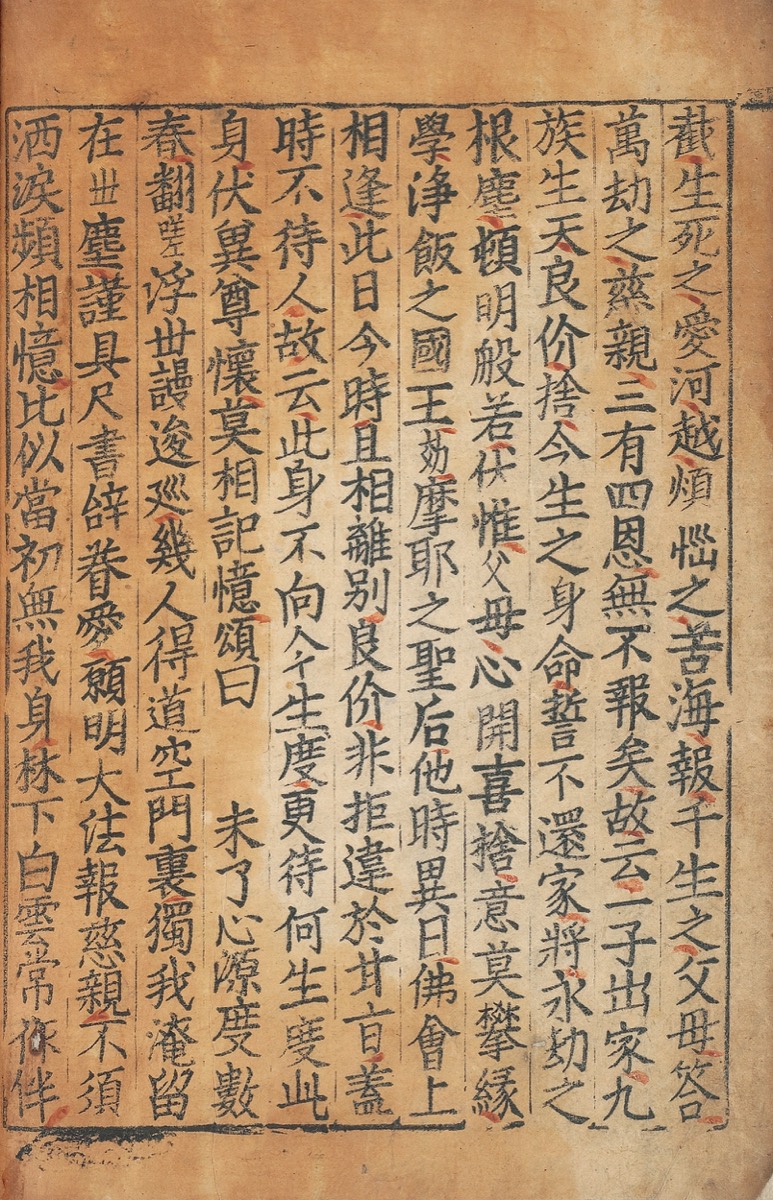 截生死之愛河越煩惱之苦海報千生之父母答
萬劫之慈親三有四恩無不報矣故云一子出家九
族生天良价捨今生之身命誓不還家將永劫之
根塵頓明般若伏惟父母心開喜捨意莫攀緣
學淨飯之國王効摩耶之聖后他時異日佛會上
相逢此日今時且相離别良价非拒違於甘旨盖
時不待人故云此身不向今生度更待何生度此
身伏冀尊懷莫相記憶頌曰 未了心源度數
春翻嗟浮丗謾逡廵幾人得道空門裏獨我淹留
在丗塵謹具尺書辝眷愛願明大法報慈親不須
洒淚頻相憶比似當初無我身林下白雲常作伴